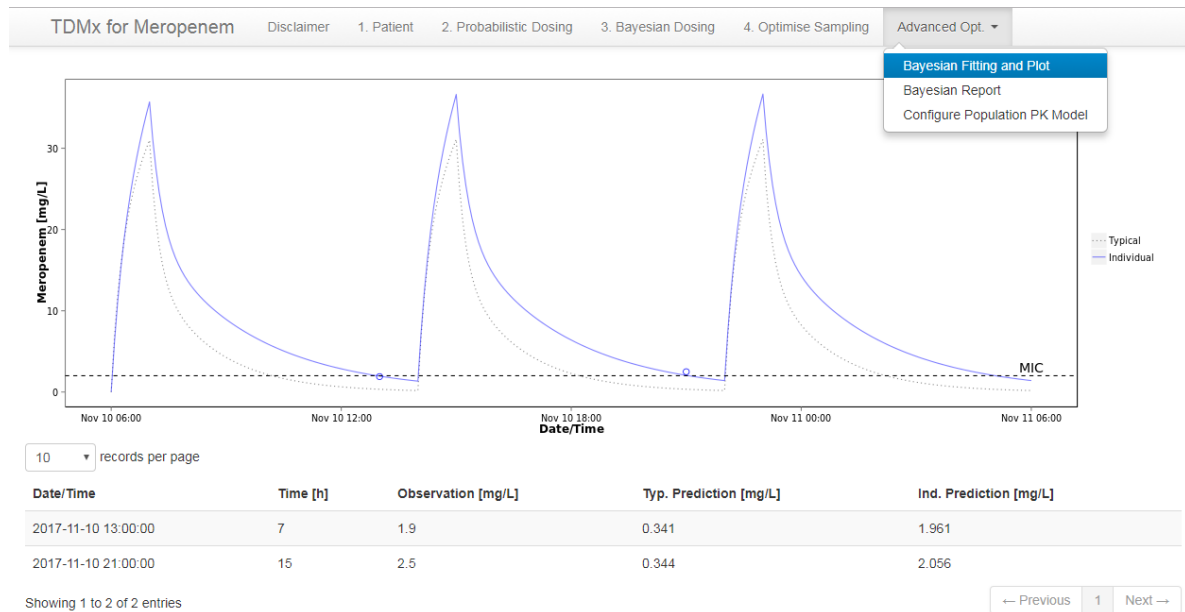 TDMx for Meropenem Disclaimer 1. Patient 2. Probabilistic Dosing 3. Bayesian Dosing 4. Optimise Sampling Advanced Opt.
Bayesian Fitting and Plot
Bayesian Report
Configure Population PK Model
Meropenem [mg/L]
30
20
10
0
MIC
Typical
Individual
Nov 10 06:00 Nov 10 12:00 Nov 10 18:00 Nov 11 00:00 Nov 11 06:00
Date/Time
10 records per page
Date/Time Time [h] Observation [mg/L] Typ. Prediction [mg/L] Ind. Prediction [mg/L]
2017-11-10 13:00:00 7 1.9 0.341 1.961
2017-11-10 21:00:00 15 2.5 0.344 2.056
Showing 1 to 2 of 2 entries
← Previous 1 Next →